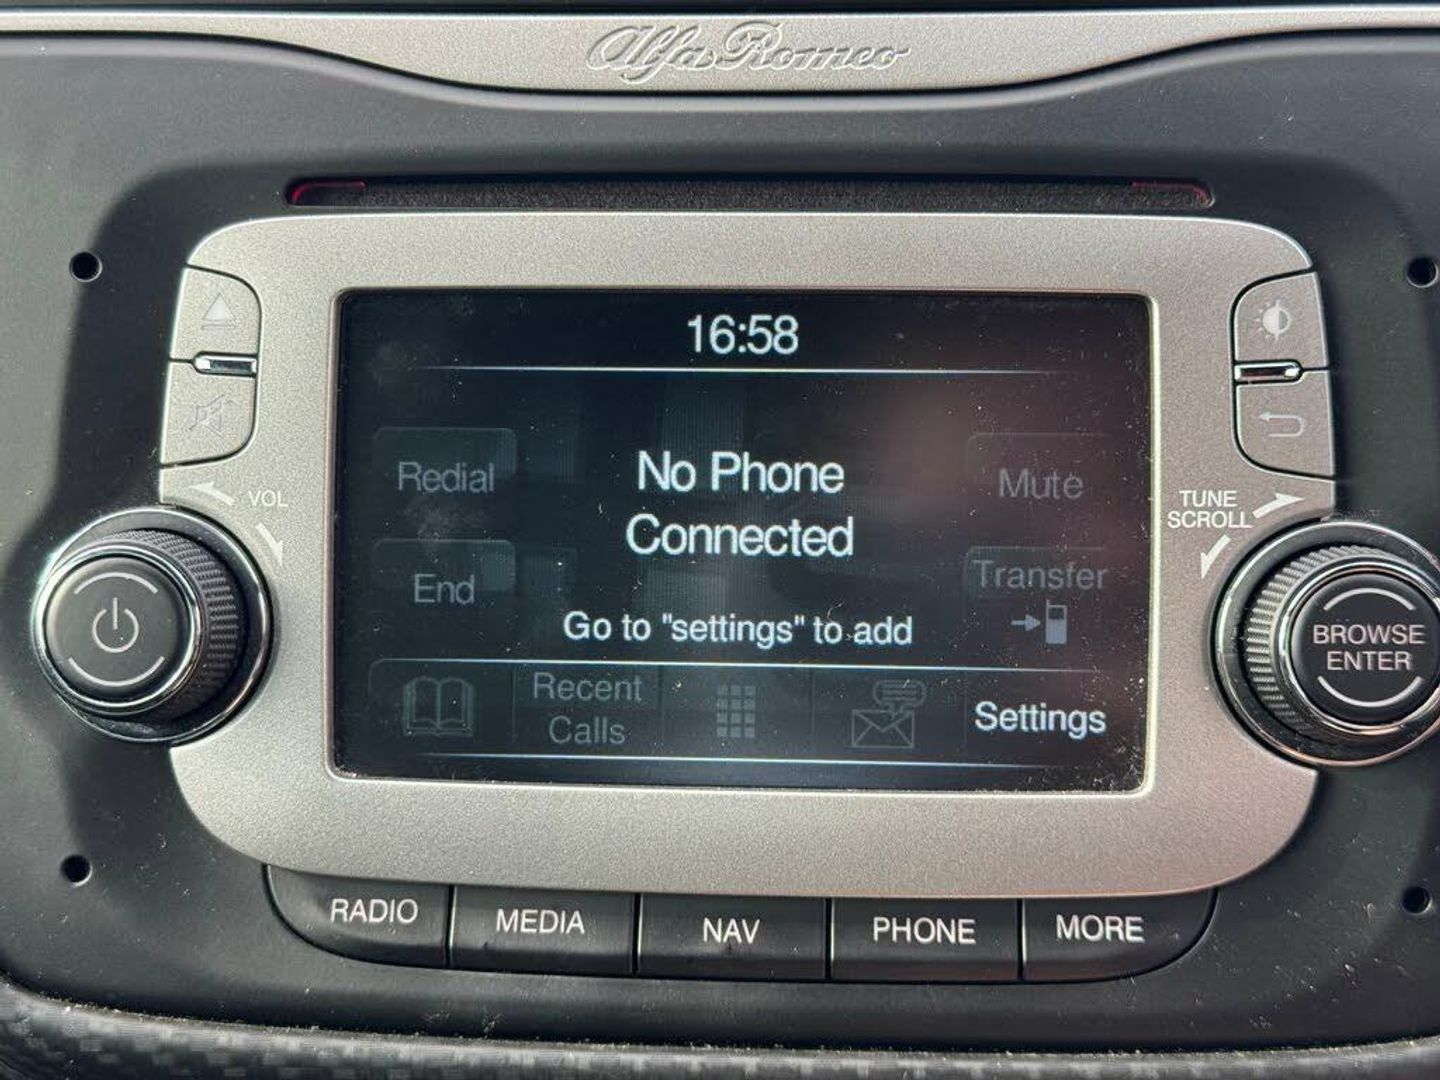 Alfa Romeo
16:58
VOL
TUNE
SCROLL
Redial
No Phone
Connected
Mute
End
Transfer
Go to "settings" to add
BROWSE
ENTER
Recent
Calls
Settings
RADIO
MEDIA
NAV
PHONE
MORE